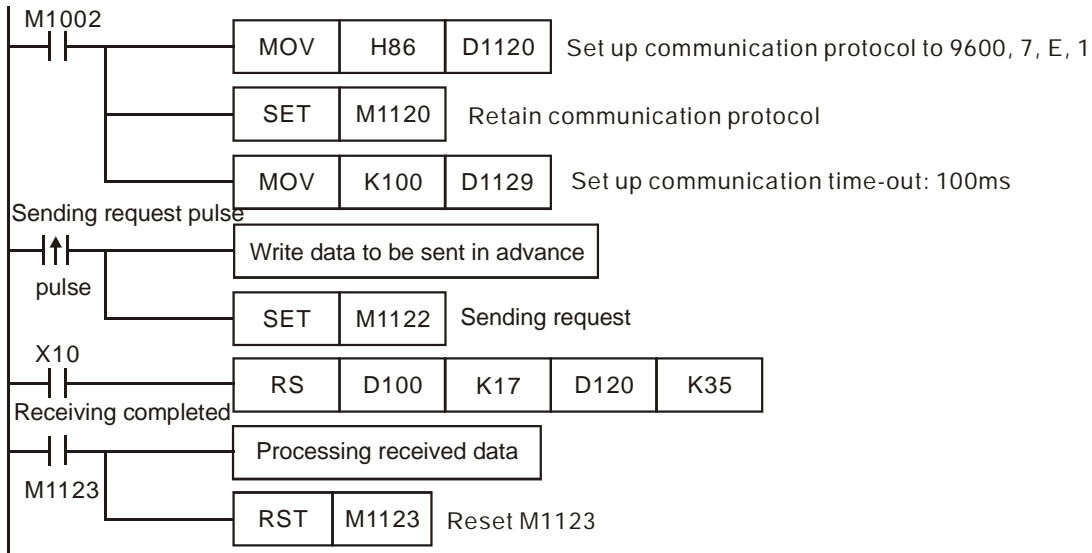 M1002
MOV H86 D1120 Set up communication protocol to 9600, 7, E, 1
SET M1120 Retain communication protocol
MOV K100 D1129 Set up communication time-out: 100ms
Sending request pulse
Write data to be sent in advance
pulse
SET M1122 Sending request
X10
RS D100 K17 D120 K35
Receiving completed
Processing received data
M1123
RST M1123 Reset M1123